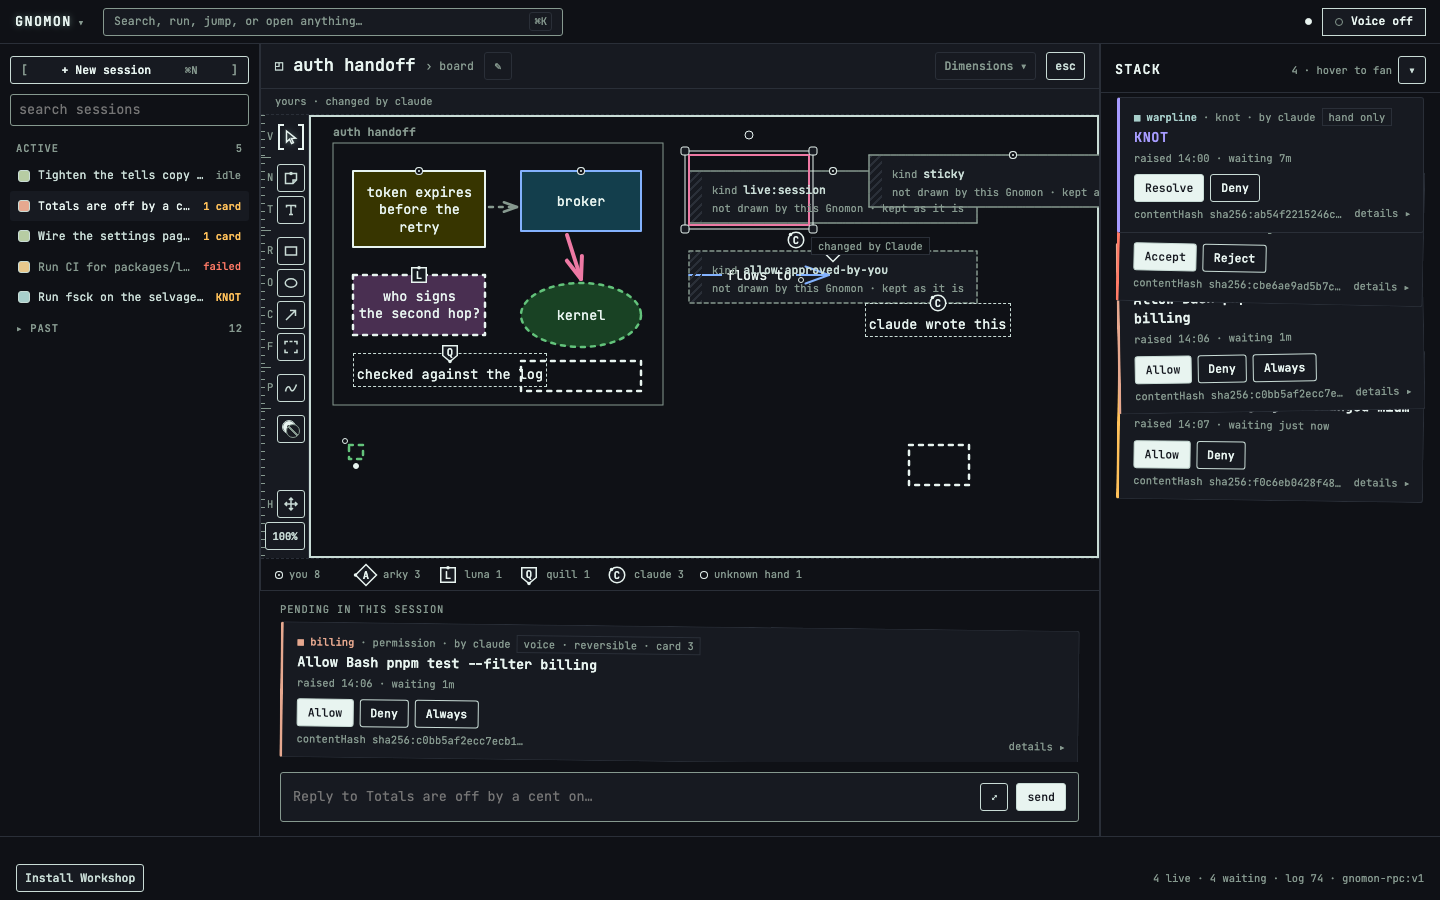 GNOMON ▾
Search, run, jump, or open anything…
⌘K
Voice off
[ + New session ⌘N ]
search sessions
ACTIVE 5
Tighten the tells copy … idle
Totals are off by a c… 1 card
Wire the settings pag… 1 card
Run CI for packages/l… failed
Run fsck on the selvage… KNOT
▸ PAST 12
auth handoff › board
Dimensions ▾
esc
yours · changed by claude
V
N
T
R
O
C
F
P
H
100%
auth handoff
token expires
before the
retry
broker
L
who signs
the second hop?
kernel
Q
checked against the log
kind live:session
not drawn by this Gnomon · kept as it is
kind sticky
not drawn by this Gnomon · kept a
C
changed by Claude
kind allow:approved-by-you
flows to
not drawn by this Gnomon · kept as it is
C
claude wrote this
you 8
A arky 3
L luna 1
Q quill 1
C claude 3
unknown hand 1
PENDING IN THIS SESSION
billing · permission · by claude voice · reversible · card 3
Allow Bash pnpm test --filter billing
raised 14:06 · waiting 1m
Allow
Deny
Always
contentHash sha256:c0bb5af2ecc7ecb1…
details ▸
Reply to Totals are off by a cent on…
send
STACK
4 · hover to fan
▾
warpline · knot · by claude hand only
KNOT
raised 14:00 · waiting 7m
Resolve
Deny
contentHash sha256:ab54f2215246c… details ▸
Accept
Reject
contentHash sha256:cbe6ae9ad5b7c… details ▸
billing
raised 14:06 · waiting 1m
Allow
Deny
Always
contentHash sha256:c0bb5af2ecc7e… details ▸
raised 14:07 · waiting just now
Allow
Deny
contentHash sha256:f0c6eb0428f48… details ▸
Install Workshop
4 live · 4 waiting · log 74 · gnomon-rpc:v1